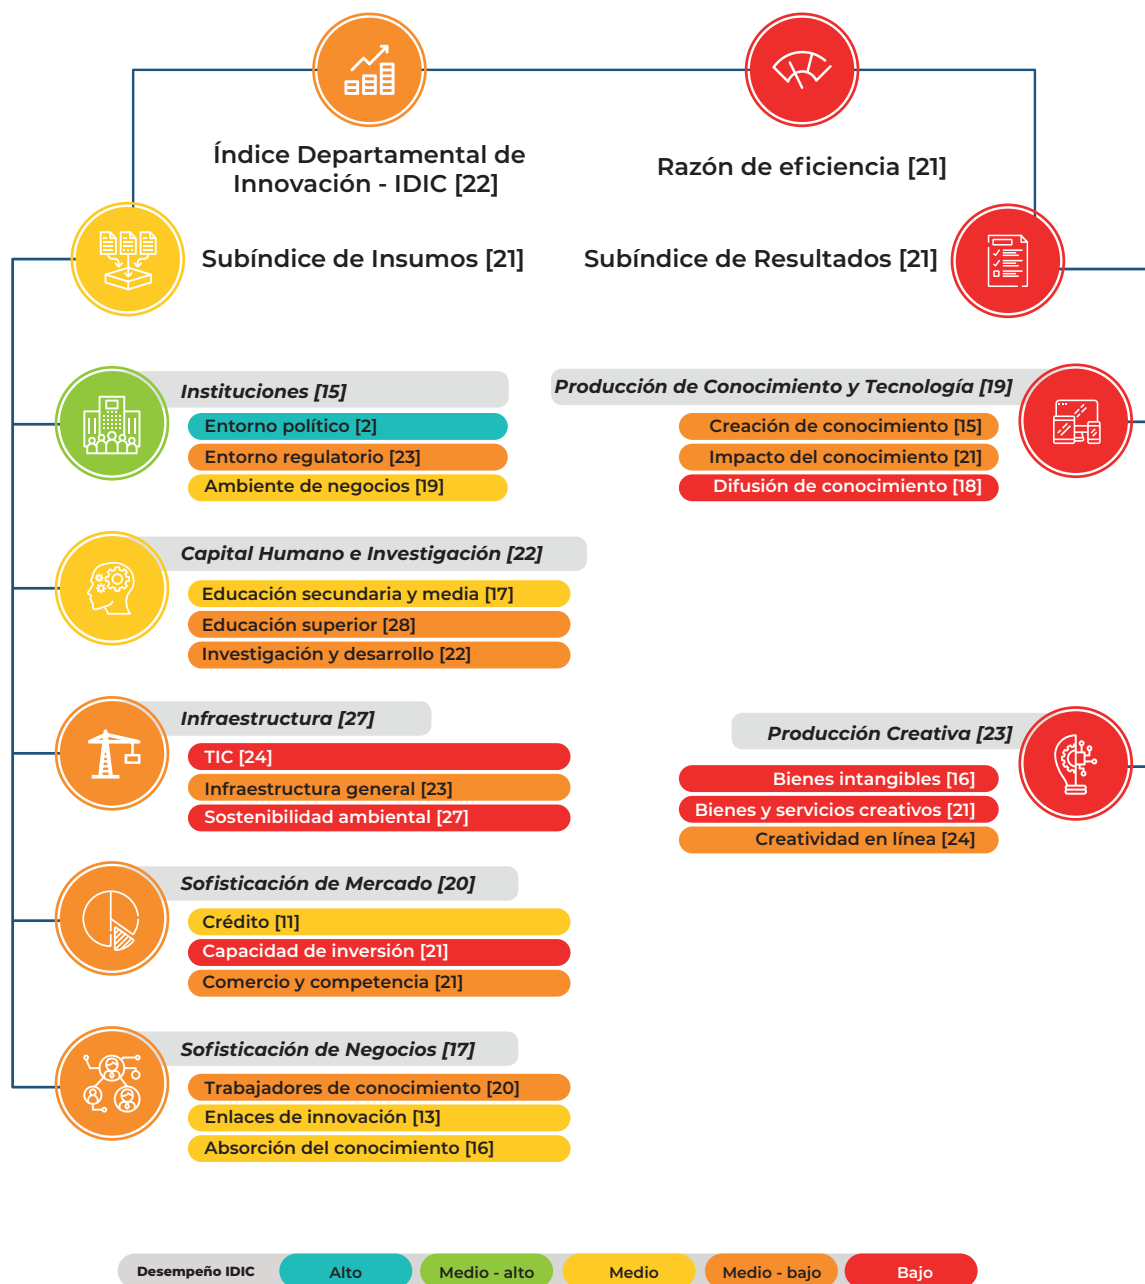 Índice Departamental de
Innovación - IDIC [22]
Razón de eficiencia [21]
Subíndice de Insumos [21]
Subíndice de Resultados [21]
Instituciones [15]
Entorno político [2]
Entorno regulatorio [23]
Ambiente de negocios [19]
Capital Humano e Investigación [22]
Educación secundaria y media [17]
Educación superior [28]
Investigación y desarrollo [22]
Infraestructura [27]
TIC [24]
Infraestructura general [23]
Sostenibilidad ambiental [27]
Sofisticación de Mercado [20]
Crédito [11]
Capacidad de inversión [21]
Comercio y competencia [21]
Sofisticación de Negocios [17]
Trabajadores de conocimiento [20]
Enlaces de innovación [13]
Absorción del conocimiento [16]
Producción de Conocimiento y Tecnología [19]
Creación de conocimiento [15]
Impacto del conocimiento [21]
Difusión de conocimiento [18]
Producción Creativa [23]
Bienes intangibles [16]
Bienes y servicios creativos [21]
Creatividad en línea [24]
Desempeño IDIC
Alto
Medio - alto
Medio
Medio - bajo
Bajo